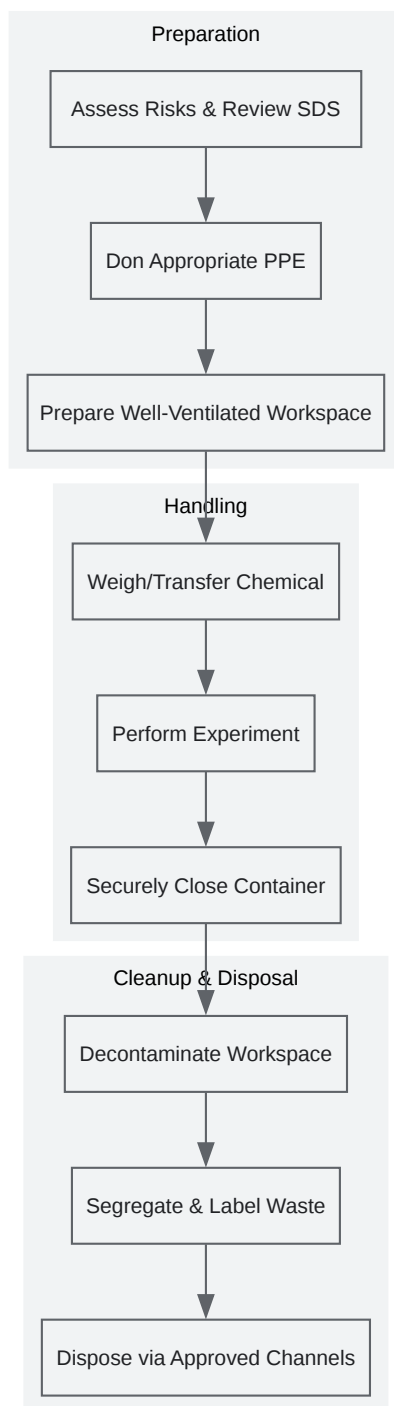 Preparation
Assess Risks & Review SDS
Don Appropriate PPE
Prepare Well-Ventilated Workspace
Handling
Weigh/Transfer Chemical
Perform Experiment
Securely Close Container
Cleanup & Disposal
Decontaminate Workspace
Segregate & Label Waste
Dispose via Approved Channels